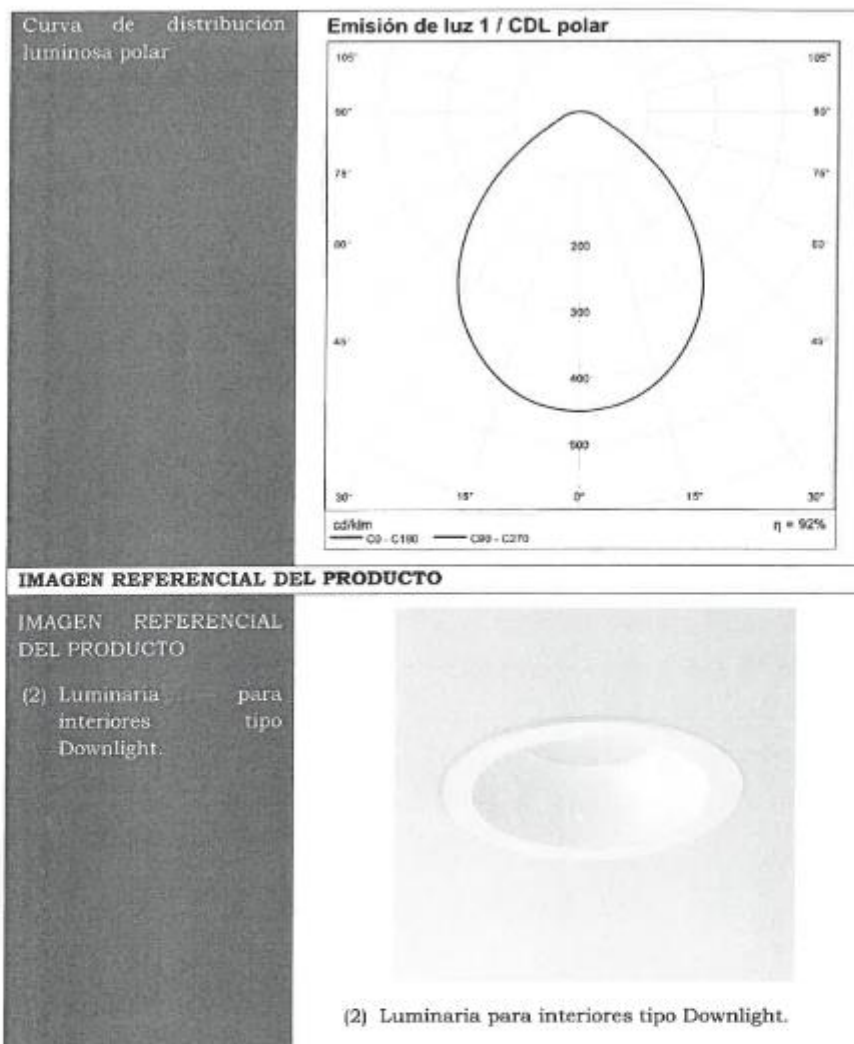 Curva de distribución
luminosa polar
Emisión de luz 1 / CDL polar
105° 105°
90° 90°
75° 75°
60° 60°
200
300
45° 45°
400
500
30° 15° 0° 15° 30°
cd/klm η = 92%
C0 - C180 C90 - C270
IMAGEN REFERENCIAL DEL PRODUCTO
IMAGEN REFERENCIAL
DEL PRODUCTO
(2) Luminaria para
interiores tipo
Downlight.
(2) Luminaria para interiores tipo Downlight.